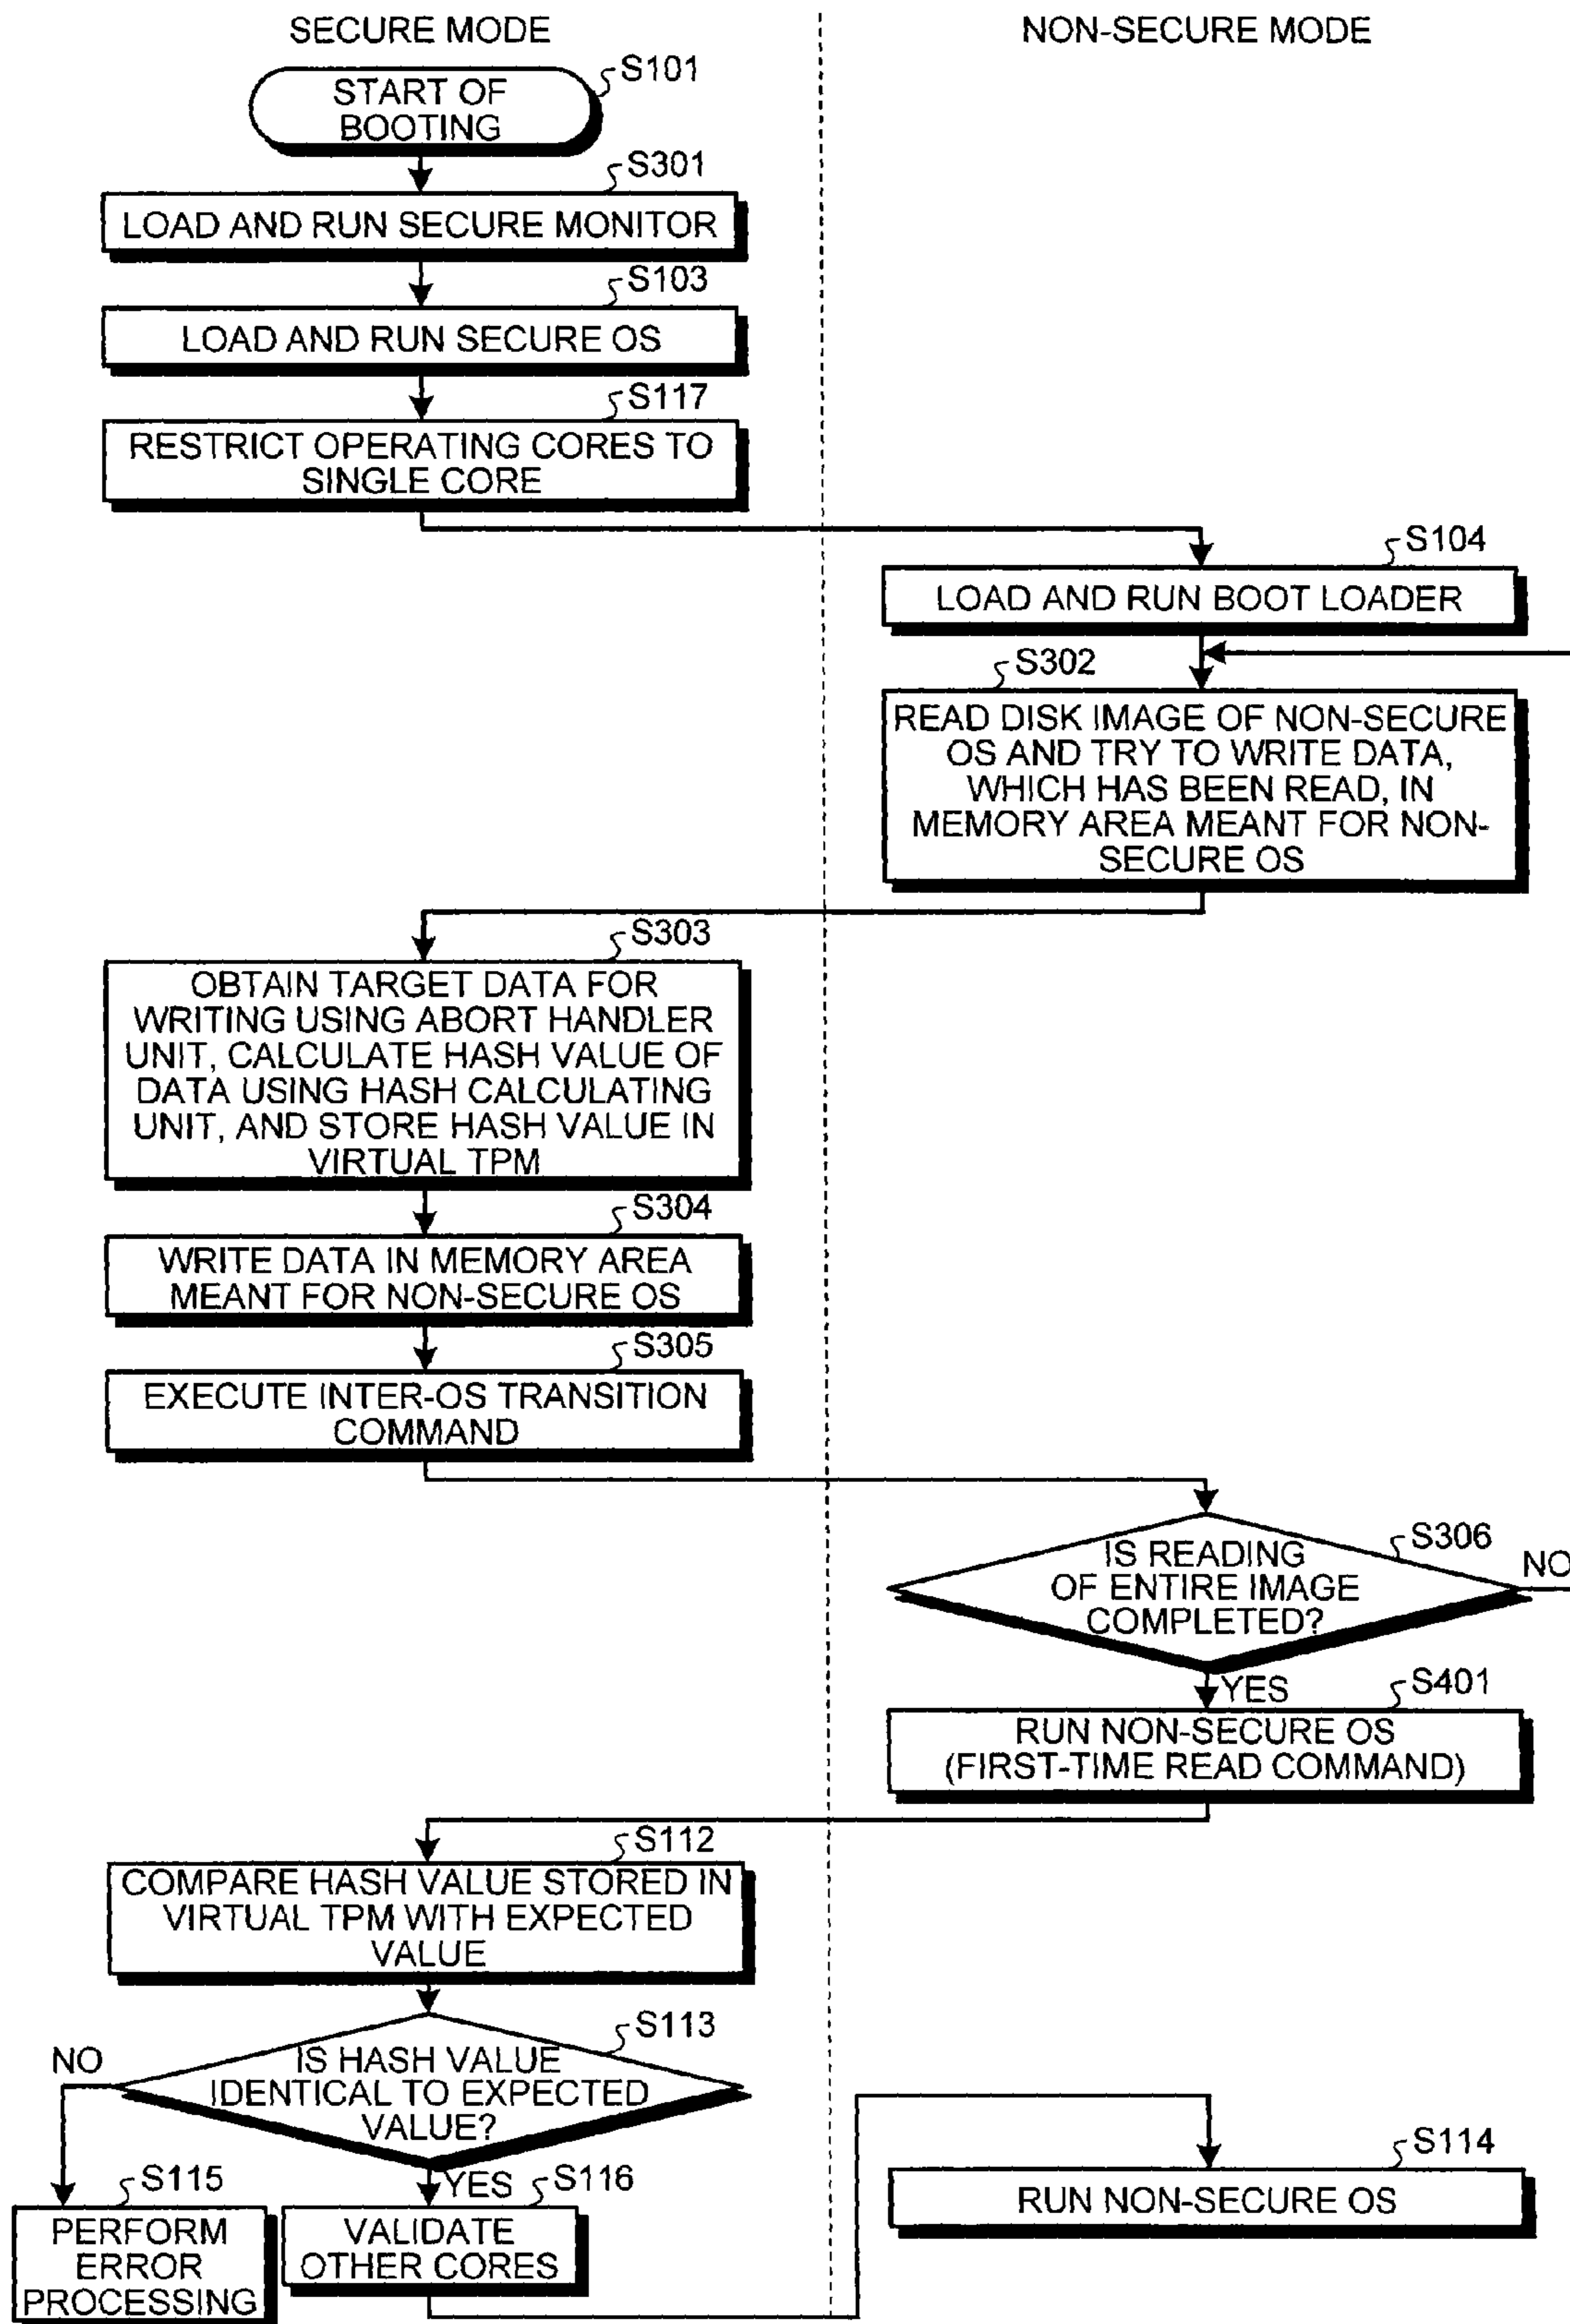 SECURE MODE
NON-SECURE MODE
S101
START OF
BOOTING
S301
LOAD AND RUN SECURE MONITOR
S103
LOAD AND RUN SECURE OS
S117
RESTRICT OPERATING CORES TO
SINGLE CORE
S104
LOAD AND RUN BOOT LOADER
S302
READ DISK IMAGE OF NON-SECURE
OS AND TRY TO WRITE DATA,
WHICH HAS BEEN READ, IN
MEMORY AREA MEANT FOR NON-
SECURE OS
S303
OBTAIN TARGET DATA FOR
WRITING USING ABORT HANDLER
UNIT, CALCULATE HASH VALUE OF
DATA USING HASH CALCULATING
UNIT, AND STORE HASH VALUE IN
VIRTUAL TPM
S304
WRITE DATA IN MEMORY AREA
MEANT FOR NON-SECURE OS
S305
EXECUTE INTER-OS TRANSITION
COMMAND
S306
IS READING
OF ENTIRE IMAGE
COMPLETED?
NO
YES
S401
RUN NON-SECURE OS
(FIRST-TIME READ COMMAND)
S112
COMPARE HASH VALUE STORED IN
VIRTUAL TPM WITH EXPECTED
VALUE
S113
IS HASH VALUE
IDENTICAL TO EXPECTED
VALUE?
NO
YES
S115
PERFORM
ERROR
PROCESSING
S116
VALIDATE
OTHER CORES
S114
RUN NON-SECURE OS